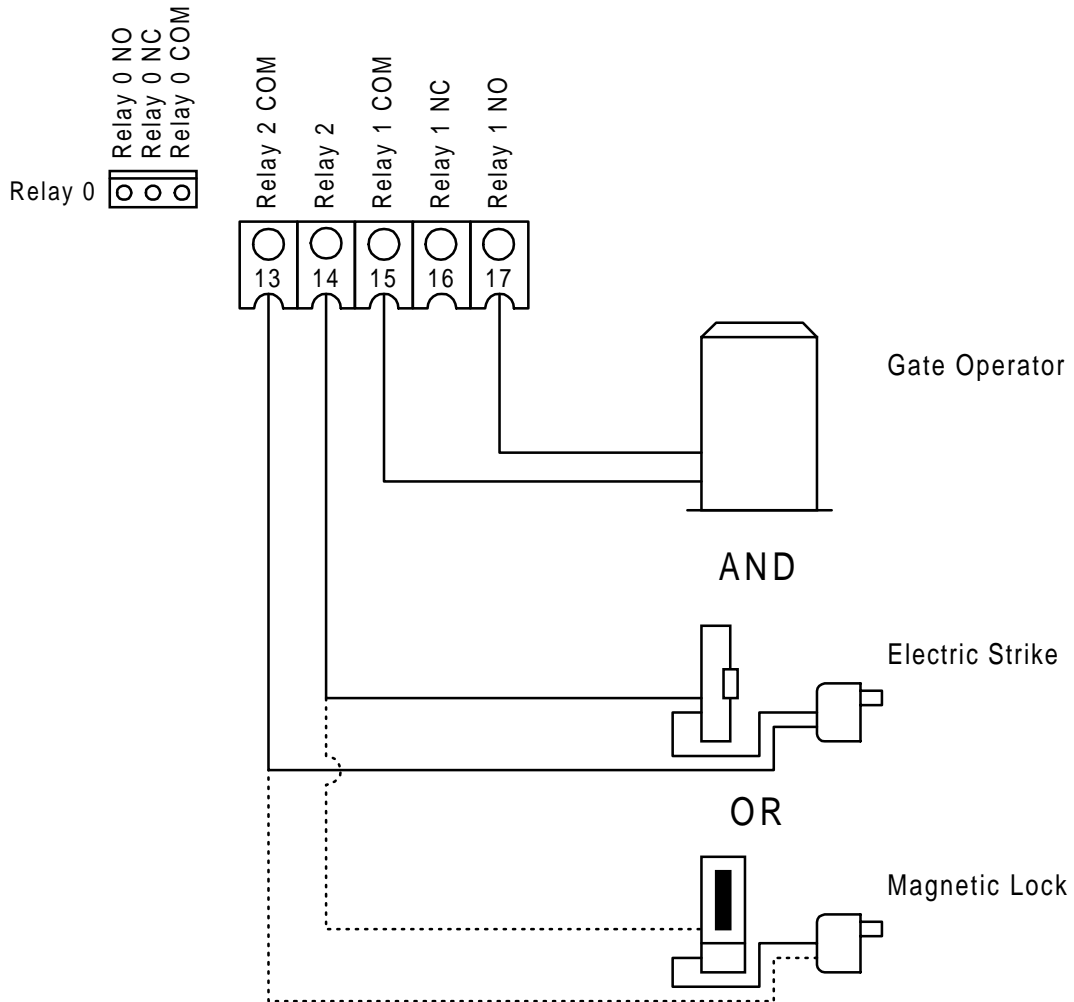 Relay 0 NO
Relay 0 NC
Relay 0 COM
Relay 0
Relay 2 COM
Relay 2
Relay 1 COM
Relay 1 NC
Relay 1 NO
13
14
15
16
17
Gate Operator
AND
Electric Strike
OR
Magnetic Lock